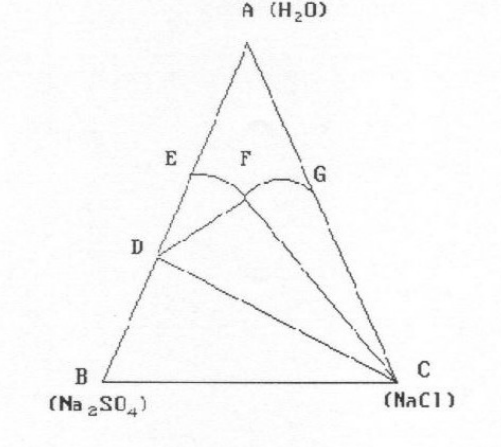 A (H₂O)
E F G
D
B C
(Na₂SO₄) (NaCl)